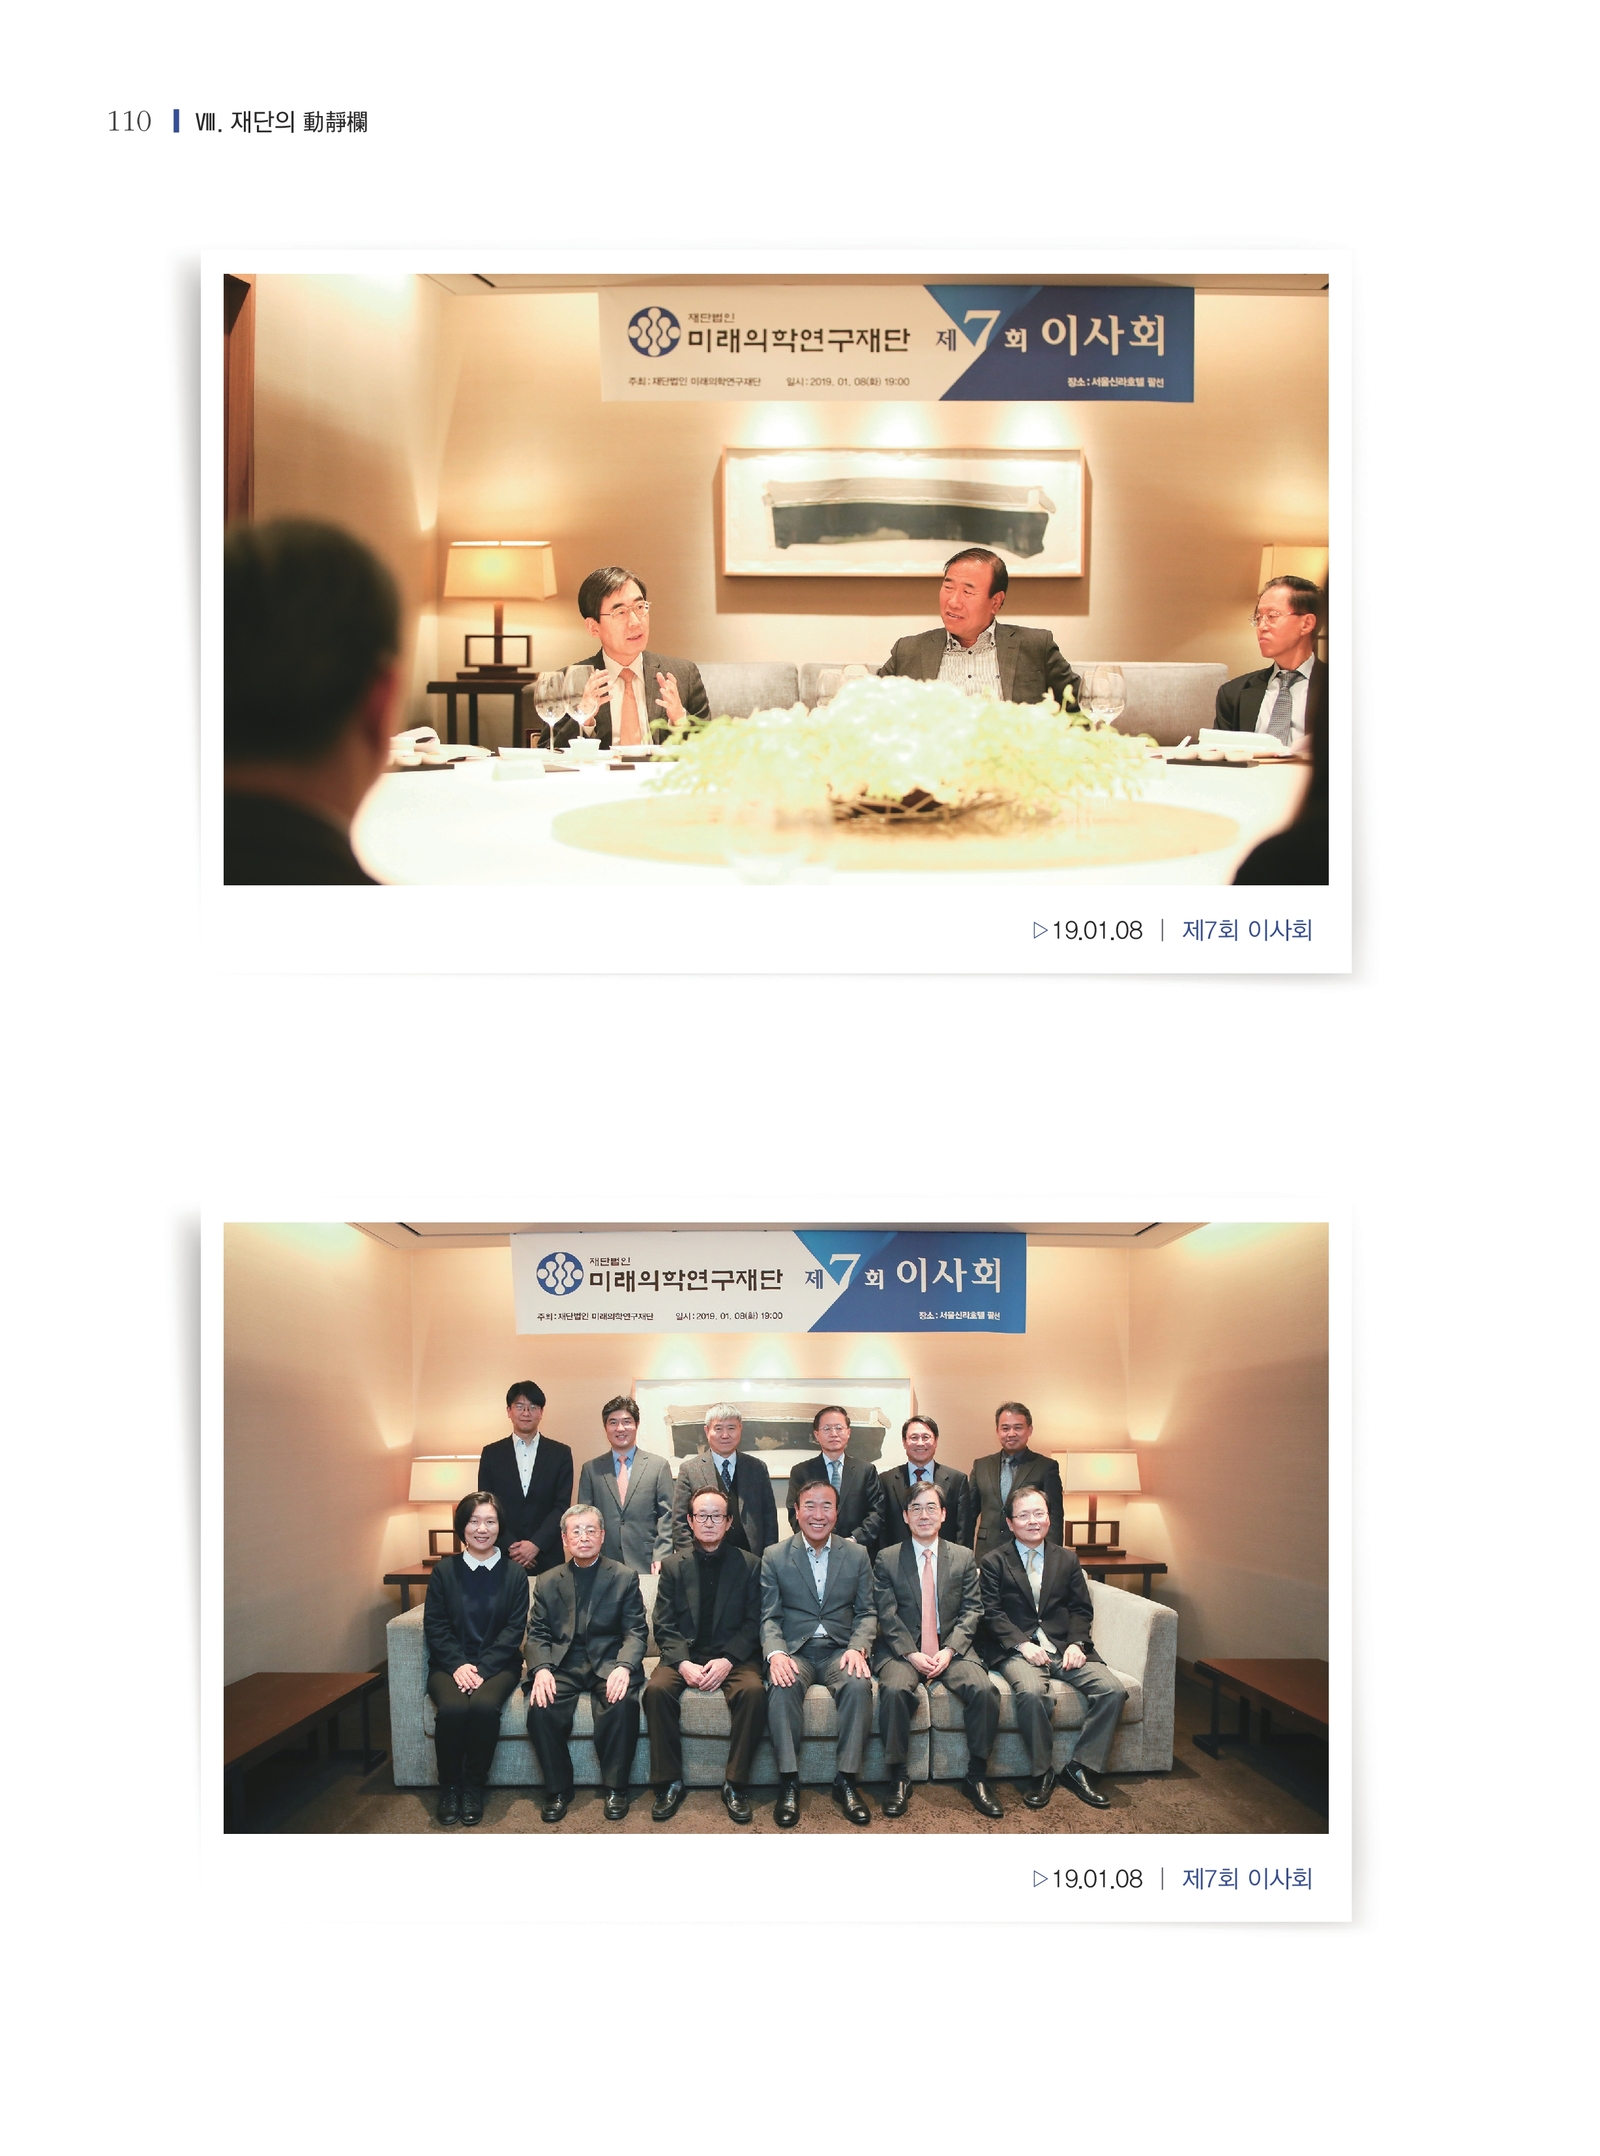 110 Ⅷ. 재단의 動靜欄
재단법인
미래의학연구재단 제7회 이사회
주최 : 재단법인 미래의학연구재단 일시 : 2019. 01. 08(화) 19:00 장소 : 서울신라호텔 팔선
▷19.01.08 | 제7회 이사회
재단법인
미래의학연구재단 제7회 이사회
주최 : 재단법인 미래의학연구재단 일시 : 2019. 01. 08(화) 19:00 장소 : 서울신라호텔 팔선
▷19.01.08 | 제7회 이사회